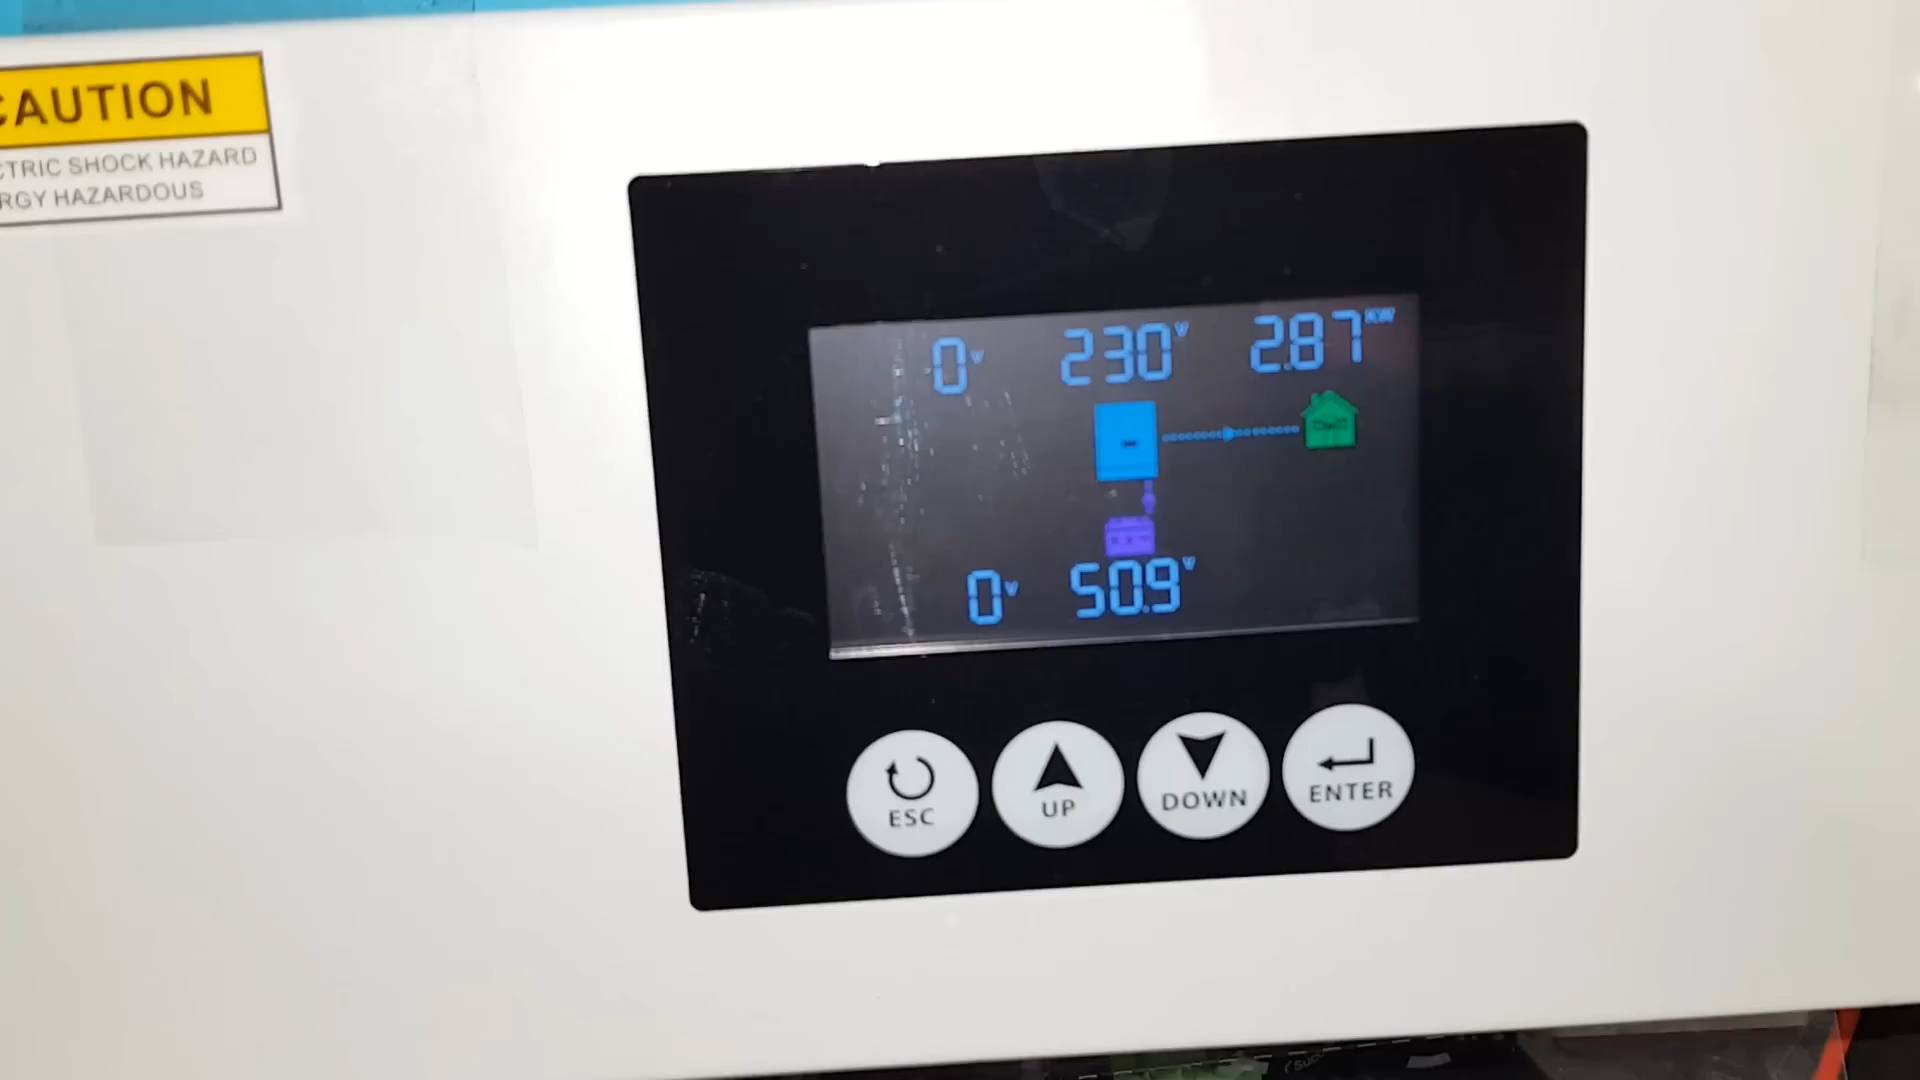 CAUTION
CTRIC SHOCK HAZARD
RGY HAZARDOUS
0V 230V 2.87KW
0V 50.9V
ESC UP DOWN ENTER